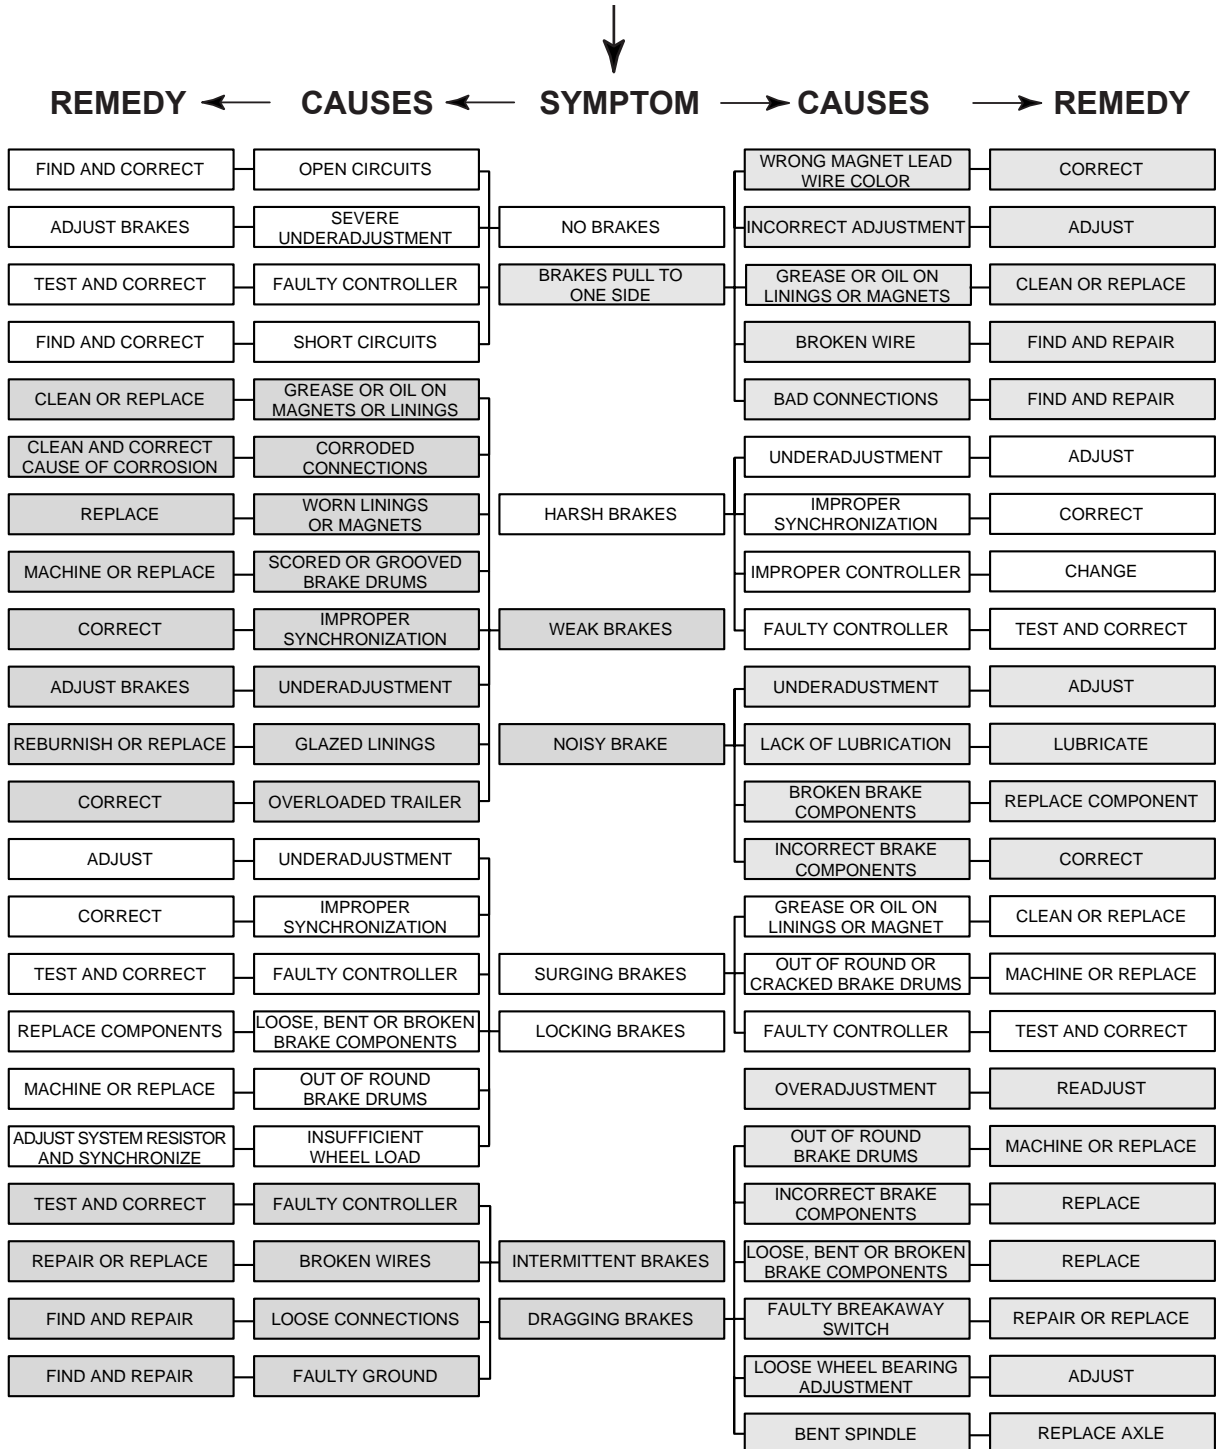 REMEDY CAUSES SYMPTOM CAUSES REMEDY
FIND AND CORRECT
OPEN CIRCUITS
WRONG MAGNET LEAD
WIRE COLOR
CORRECT
ADJUST BRAKES
SEVERE
UNDERADJUSTMENT
NO BRAKES
INCORRECT ADJUSTMENT
ADJUST
TEST AND CORRECT
FAULTY CONTROLLER
BRAKES PULL TO
ONE SIDE
GREASE OR OIL ON
LININGS OR MAGNETS
CLEAN OR REPLACE
FIND AND CORRECT
SHORT CIRCUITS
BROKEN WIRE
FIND AND REPAIR
CLEAN OR REPLACE
GREASE OR OIL ON
MAGNETS OR LININGS
BAD CONNECTIONS
FIND AND REPAIR
CLEAN AND CORRECT
CAUSE OF CORROSION
CORRODED
CONNECTIONS
UNDERADJUSTMENT
ADJUST
REPLACE
WORN LININGS
OR MAGNETS
HARSH BRAKES
IMPROPER
SYNCHRONIZATION
CORRECT
MACHINE OR REPLACE
SCORED OR GROOVED
BRAKE DRUMS
IMPROPER CONTROLLER
CHANGE
CORRECT
IMPROPER
SYNCHRONIZATION
WEAK BRAKES
FAULTY CONTROLLER
TEST AND CORRECT
ADJUST BRAKES
UNDERADJUSTMENT
UNDERADUSTMENT
ADJUST
REBURNISH OR REPLACE
GLAZED LININGS
NOISY BRAKE
LACK OF LUBRICATION
LUBRICATE
CORRECT
OVERLOADED TRAILER
BROKEN BRAKE
COMPONENTS
REPLACE COMPONENT
ADJUST
UNDERADJUSTMENT
INCORRECT BRAKE
COMPONENTS
CORRECT
CORRECT
IMPROPER
SYNCHRONIZATION
GREASE OR OIL ON
LININGS OR MAGNET
CLEAN OR REPLACE
TEST AND CORRECT
FAULTY CONTROLLER
SURGING BRAKES
OUT OF ROUND OR
CRACKED BRAKE DRUMS
MACHINE OR REPLACE
REPLACE COMPONENTS
LOOSE, BENT OR BROKEN
BRAKE COMPONENTS
LOCKING BRAKES
FAULTY CONTROLLER
TEST AND CORRECT
MACHINE OR REPLACE
OUT OF ROUND
BRAKE DRUMS
OVERADJUSTMENT
READJUST
ADJUST SYSTEM RESISTOR
AND SYNCHRONIZE
INSUFFICIENT
WHEEL LOAD
OUT OF ROUND
BRAKE DRUMS
MACHINE OR REPLACE
TEST AND CORRECT
FAULTY CONTROLLER
INCORRECT BRAKE
COMPONENTS
REPLACE
REPAIR OR REPLACE
BROKEN WIRES
INTERMITTENT BRAKES
LOOSE, BENT OR BROKEN
BRAKE COMPONENTS
REPLACE
FIND AND REPAIR
LOOSE CONNECTIONS
DRAGGING BRAKES
FAULTY BREAKAWAY
SWITCH
REPAIR OR REPLACE
FIND AND REPAIR
FAULTY GROUND
LOOSE WHEEL BEARING
ADJUSTMENT
ADJUST
BENT SPINDLE
REPLACE AXLE